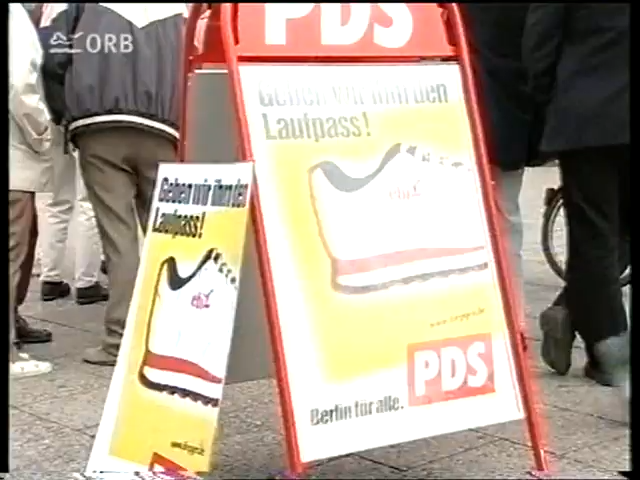 ORB
PDS
Geben wir ihm den
Laufpass!
PDS
Berlin für alle.
Geben wir ihm den
Laufpass!